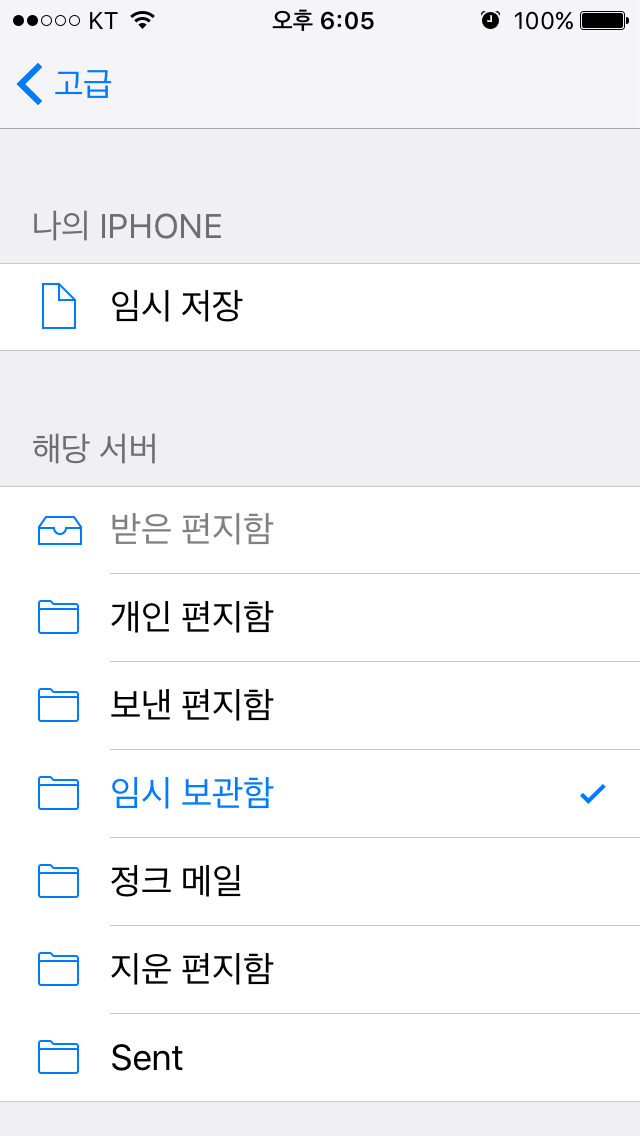 KT 오후 6:05 100%
고급
나의 IPHONE
임시 저장
해당 서버
받은 편지함
개인 편지함
보낸 편지함
임시 보관함
정크 메일
지운 편지함
Sent